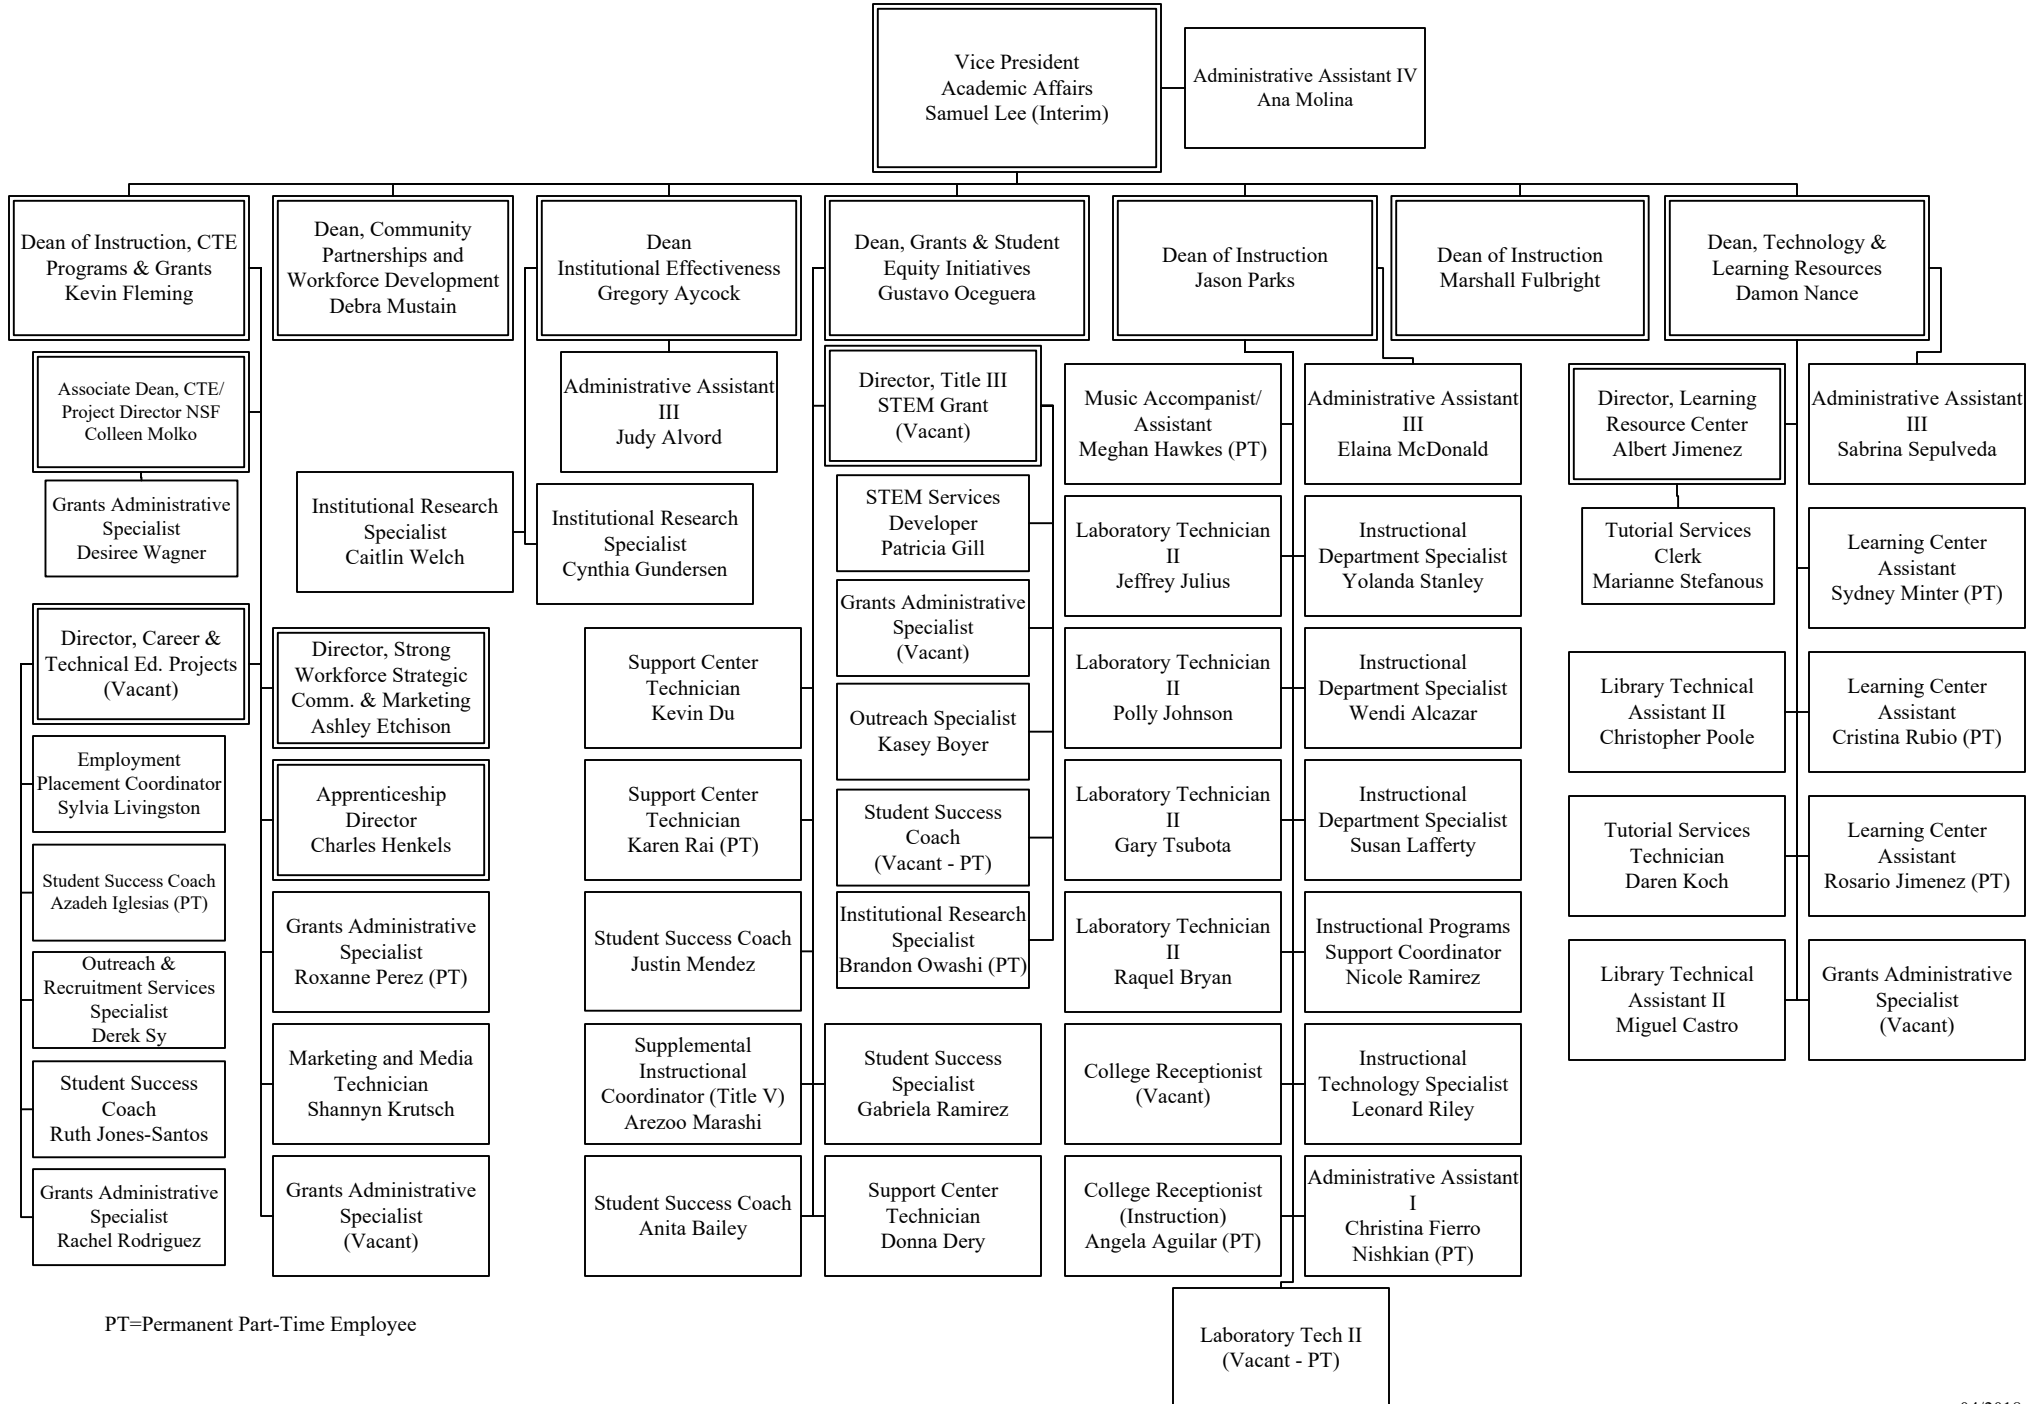 Vice President
Academic Affairs
Samuel Lee (Interim)
Administrative Assistant IV
Ana Molina
Dean of Instruction, CTE
Programs & Grants
Kevin Fleming
Dean, Community
Partnerships and
Workforce Development
Debra Mustain
Dean
Institutional Effectiveness
Gregory Aycock
Dean, Grants & Student
Equity Initiatives
Gustavo Oceguera
Dean of Instruction
Jason Parks
Dean of Instruction
Marshall Fulbright
Dean, Technology &
Learning Resources
Damon Nance
Associate Dean, CTE/
Project Director NSF
Colleen Molko
Grants Administrative
Specialist
Desiree Wagner
Director, Career &
Technical Ed. Projects
(Vacant)
Employment
Placement Coordinator
Sylvia Livingston
Student Success Coach
Azadeh Iglesias (PT)
Outreach &
Recruitment Services
Specialist
Derek Sy
Student Success
Coach
Ruth Jones-Santos
Grants Administrative
Specialist
Rachel Rodriguez
Director, Strong
Workforce Strategic
Comm. & Marketing
Ashley Etchison
Apprenticeship
Director
Charles Henkels
Grants Administrative
Specialist
Roxanne Perez (PT)
Marketing and Media
Technician
Shannyn Krutsch
Grants Administrative
Specialist
(Vacant)
Administrative Assistant
III
Judy Alvord
Institutional Research
Specialist
Caitlin Welch
Institutional Research
Specialist
Cynthia Gundersen
Director, Title III
STEM Grant
(Vacant)
STEM Services
Developer
Patricia Gill
Grants Administrative
Specialist
(Vacant)
Outreach Specialist
Kasey Boyer
Student Success
Coach
(Vacant - PT)
Institutional Research
Specialist
Brandon Owashi (PT)
Support Center
Technician
Kevin Du
Support Center
Technician
Karen Rai (PT)
Student Success Coach
Justin Mendez
Supplemental
Instructional
Coordinator (Title V)
Arezoo Marashi
Student Success
Specialist
Gabriela Ramirez
Student Success Coach
Anita Bailey
Support Center
Technician
Donna Dery
Music Accompanist/
Assistant
Meghan Hawkes (PT)
Administrative Assistant
III
Elaina McDonald
Laboratory Technician
II
Jeffrey Julius
Instructional
Department Specialist
Yolanda Stanley
Laboratory Technician
II
Polly Johnson
Instructional
Department Specialist
Wendi Alcazar
Laboratory Technician
II
Gary Tsubota
Instructional
Department Specialist
Susan Lafferty
Laboratory Technician
II
Raquel Bryan
Instructional Programs
Support Coordinator
Nicole Ramirez
College Receptionist
(Vacant)
Instructional
Technology Specialist
Leonard Riley
College Receptionist
(Instruction)
Angela Aguilar (PT)
Administrative Assistant
I
Christina Fierro
Nishkian (PT)
Laboratory Tech II
(Vacant - PT)
Director, Learning
Resource Center
Albert Jimenez
Administrative Assistant
III
Sabrina Sepulveda
Tutorial Services
Clerk
Marianne Stefanous
Learning Center
Assistant
Sydney Minter (PT)
Library Technical
Assistant II
Christopher Poole
Learning Center
Assistant
Cristina Rubio (PT)
Tutorial Services
Technician
Daren Koch
Learning Center
Assistant
Rosario Jimenez (PT)
Library Technical
Assistant II
Miguel Castro
Grants Administrative
Specialist
(Vacant)
PT=Permanent Part-Time Employee